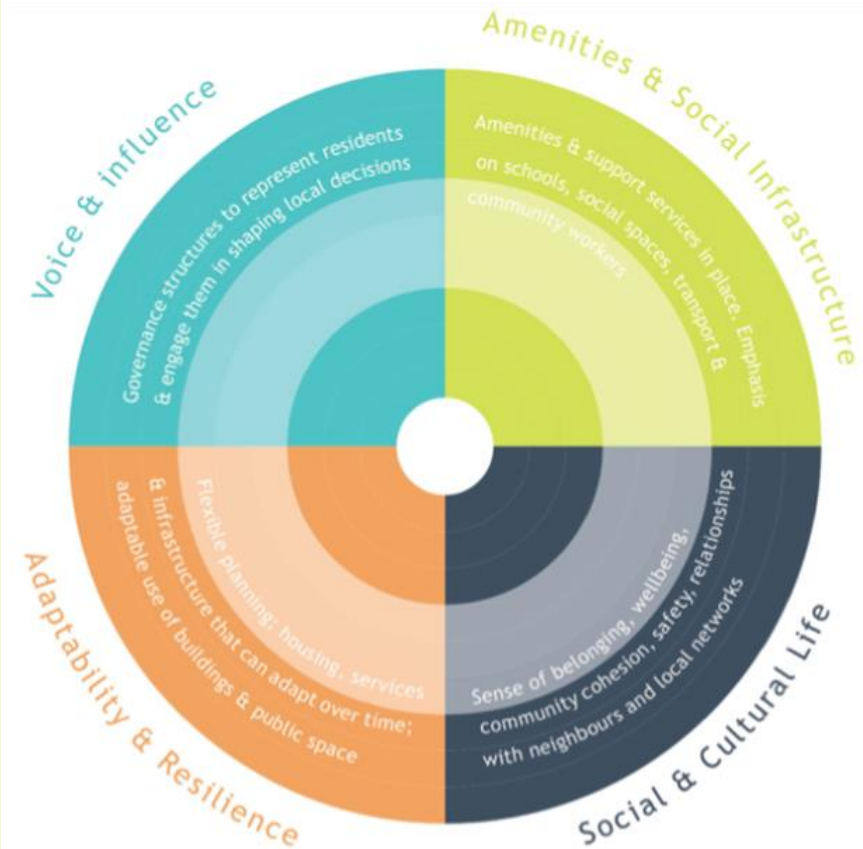 Voice & influence
Governance structures to represent residents
& engage them in shaping local decisions
Amenities & Social Infrastructure
Amenities & support services in place. Emphasis
on schools, social spaces, transport &
community workers
Adaptability & Resilience
Flexible planning; housing, services
& infrastructure that can adapt over time;
adaptable use of buildings & public space
Social & Cultural Life
Sense of belonging, wellbeing,
community cohesion, safety, relationships
with neighbours and local networks